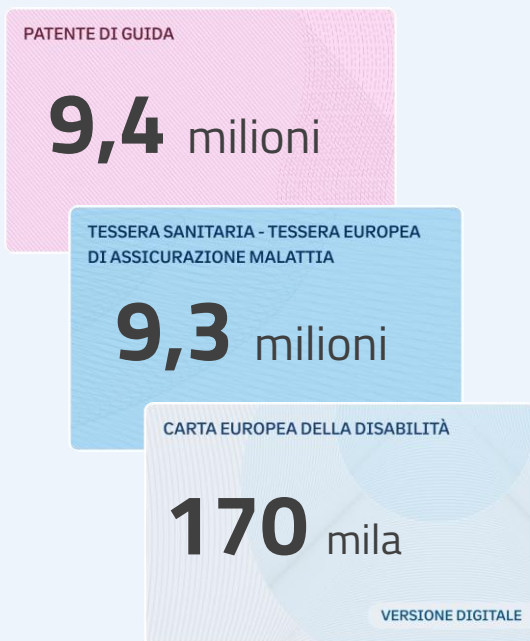 PATENTE DI GUIDA
9,4 milioni
TESSERA SANITARIA - TESSERA EUROPEA
DI ASSICURAZIONE MALATTIA
9,3 milioni
CARTA EUROPEA DELLA DISABILITÀ
170 mila
VERSIONE DIGITALE